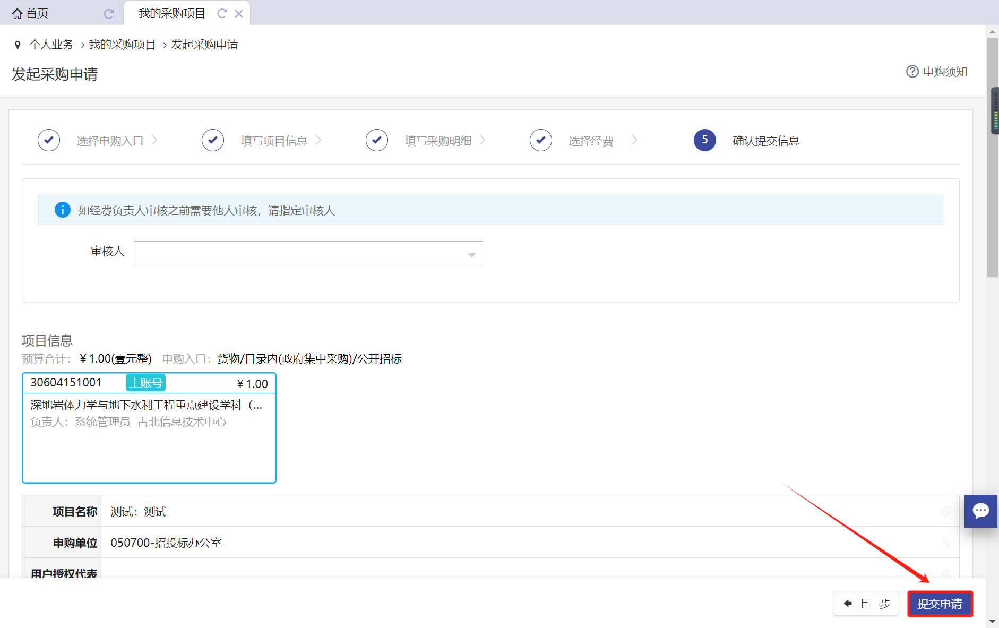 首页
我的采购项目
个人业务 › 我的采购项目 › 发起采购申请
发起采购申请
申购须知
选择申购入口
填写项目信息
填写采购明细
选择经费
5 确认提交信息
如经费负责人审核之前需要他人审核，请指定审核人
审核人
项目信息
预算合计：￥1.00(壹元整) 申购入口：货物/目录内(政府集中采购)/公开招标
30604151001 主账号 ￥1.00
深地岩体力学与地下水利工程重点建设学科（...
负责人：系统管理员 古北信息技术中心
项目名称 测试：测试
申购单位 050700-招投标办公室
用户授权代表
上一步
提交申请